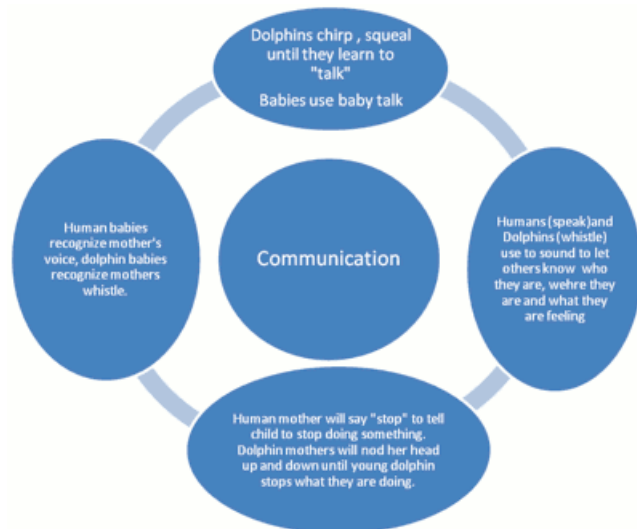 Dolphins chirp , squeal
until they learn to
"talk"
Babies use baby talk
Human babies
recognize mother's
voice, dolphin babies
recognize mothers
whistle.
Communication
Humans (speak)and
Dolphins (whistle)
use to sound to let
others know who
they are, wehre they
are and what they
are feeling
Human mother will say "stop" to tell
child to stop doing something.
Dolphin mothers will nod her head
up and down until young dolphin
stops what they are doing.